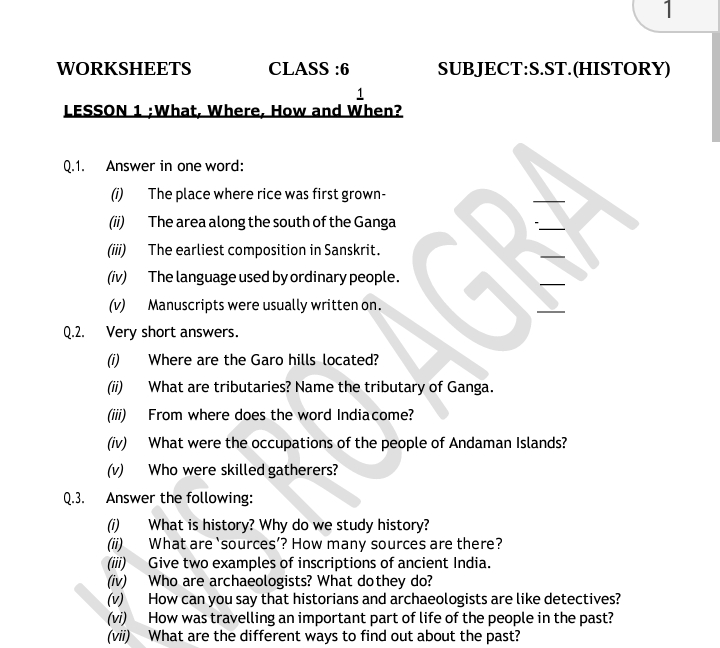 1
WORKSHEETS CLASS :6 SUBJECT:S.ST.(HISTORY)
1
LESSON 1 ;What, Where, How and When?
Q.1. Answer in one word:
(i) The place where rice was first grown- ____
(ii) The area along the south of the Ganga -___
(iii) The earliest composition in Sanskrit. ___
(iv) The language used by ordinary people. ___
(v) Manuscripts were usually written on. ___
Q.2. Very short answers.
(i) Where are the Garo hills located?
(ii) What are tributaries? Name the tributary of Ganga.
(iii) From where does the word India come?
(iv) What were the occupations of the people of Andaman Islands?
(v) Who were skilled gatherers?
Q.3. Answer the following:
(i) What is history? Why do we study history?
(ii) What are ‘sources’? How many sources are there?
(iii) Give two examples of inscriptions of ancient India.
(iv) Who are archaeologists? What do they do?
(v) How can you say that historians and archaeologists are like detectives?
(vi) How was travelling an important part of life of the people in the past?
(vii) What are the different ways to find out about the past?
KVS RO AGRA